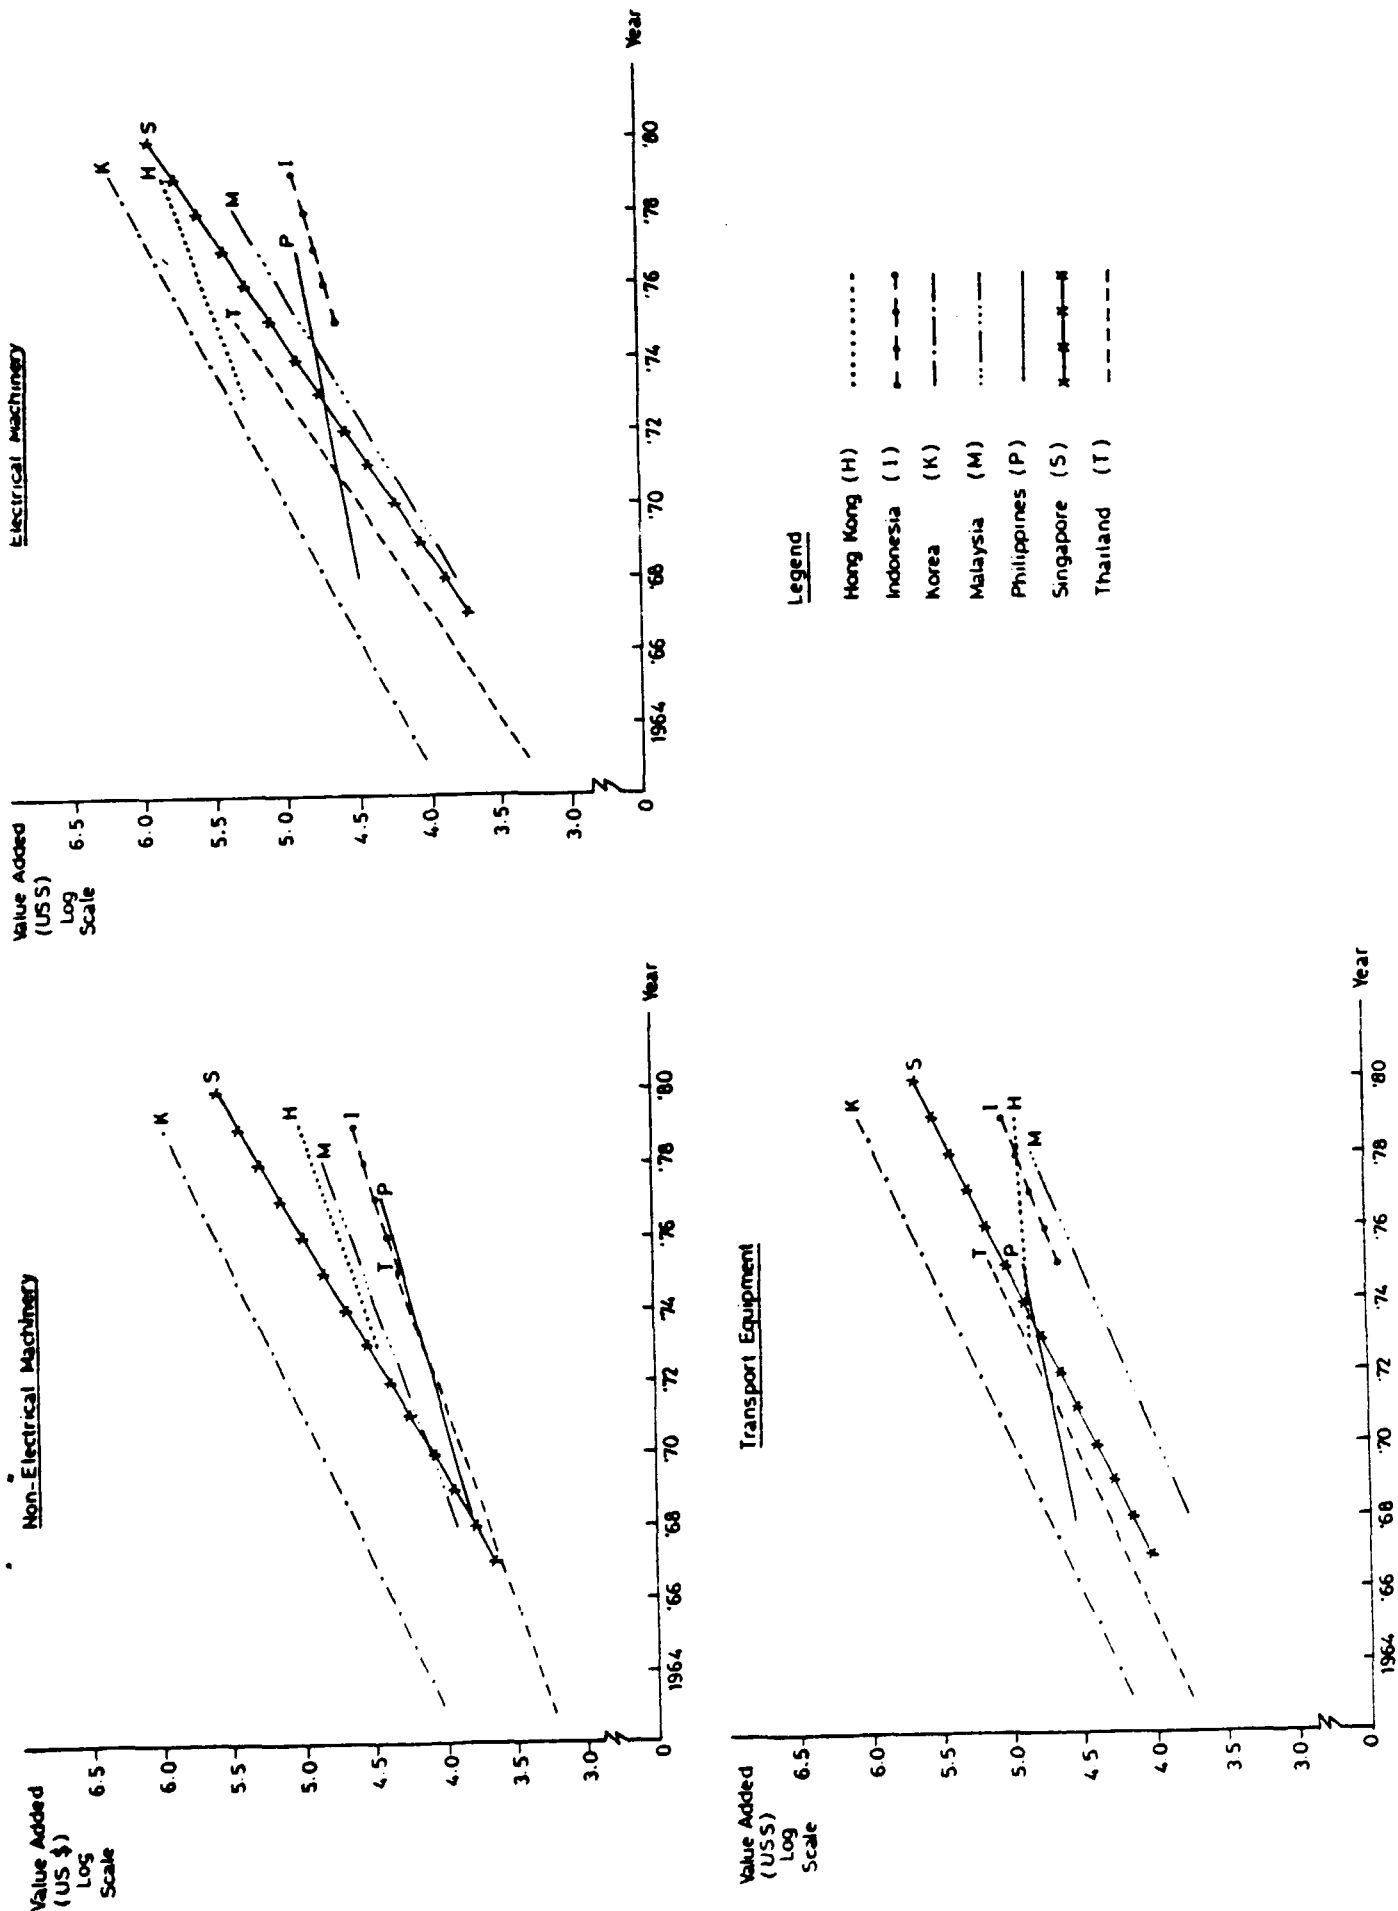 Non-Electrical Machinery
Value Added
(US $)
Log
Scale
6.5
6.0
5.5
5.0
4.5
4.0
3.5
3.0
0
1964
'66
'68
'70
'72
'74
'76
'78
'80
Year
K
S
H
M
I
P
T
Electrical Machinery
Value Added
(US$)
Log
Scale
6.5
6.0
5.5
5.0
4.5
4.0
3.5
3.0
0
1964
'66
'68
'70
'72
'74
'76
'78
'80
Year
K
H
S
M
T
P
I
Transport Equipment
Value Added
(US$)
Log
Scale
6.5
6.0
5.5
5.0
4.5
4.0
3.5
3.0
0
1964
'66
'68
'70
'72
'74
'76
'78
'80
Year
K
S
T
P
I
H
M
Legend
Hong Kong (H)
Indonesia (I)
Korea (K)
Malaysia (M)
Philippines (P)
Singapore (S)
Thailand (T)